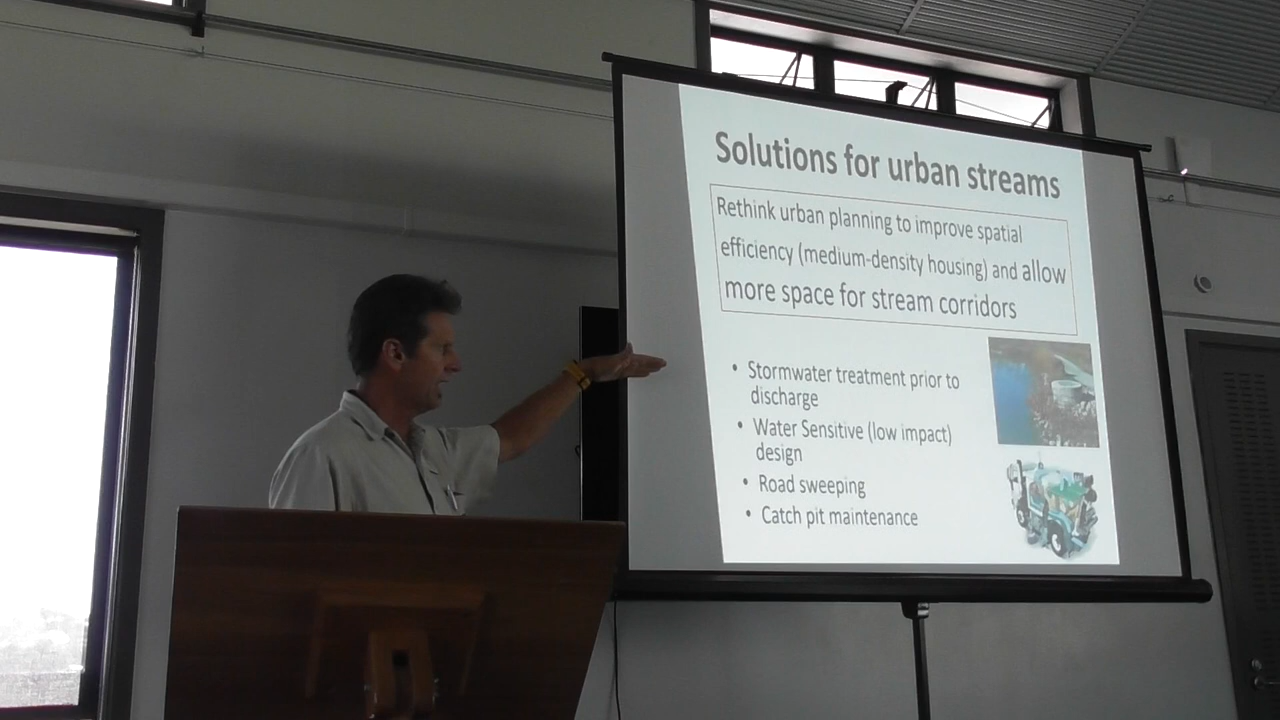 Solutions for urban streams
Rethink urban planning to improve spatial
efficiency (medium-density housing) and allow
more space for stream corridors
• Stormwater treatment prior to
discharge
• Water Sensitive (low impact)
design
• Road sweeping
• Catch pit maintenance